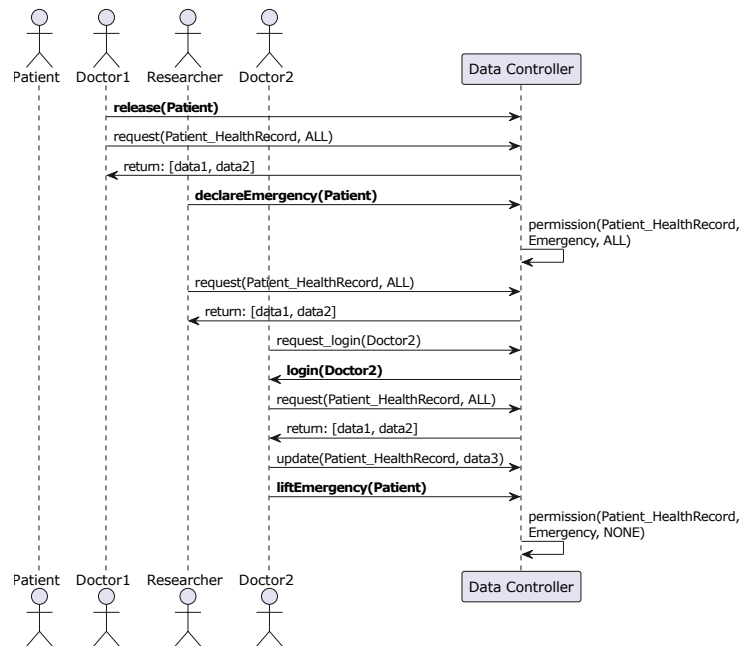 Patient Doctor1 Researcher Doctor2 Data Controller
release(Patient)
request(Patient_HealthRecord, ALL)
return: [data1, data2]
declareEmergency(Patient)
permission(Patient_HealthRecord,
Emergency, ALL)
request(Patient_HealthRecord, ALL)
return: [data1, data2]
request_login(Doctor2)
login(Doctor2)
request(Patient_HealthRecord, ALL)
return: [data1, data2]
update(Patient_HealthRecord, data3)
liftEmergency(Patient)
permission(Patient_HealthRecord,
Emergency, NONE)
Patient Doctor1 Researcher Doctor2 Data Controller